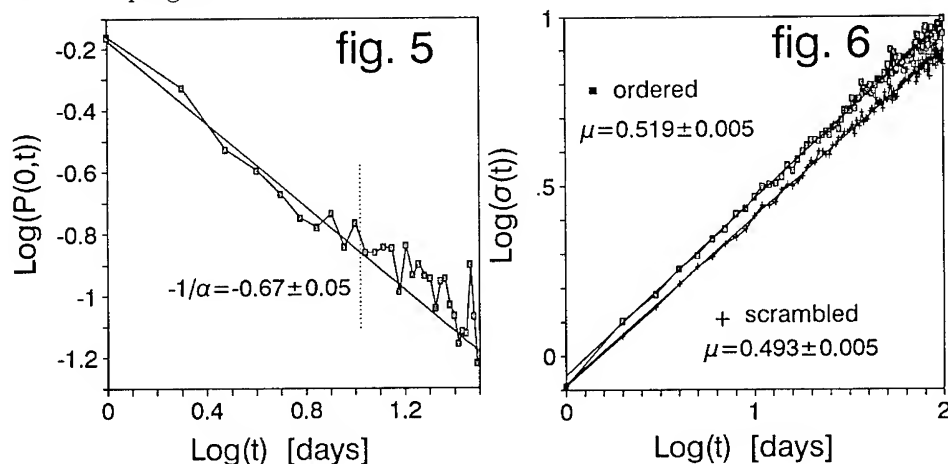 fig. 5
-0.2
-0.4
-0.6
-0.8
-1
-1.2
Log(P(0,t))
-1/α=-0.67±0.05
0
0.4
0.8
1.2
Log(t) [days]
fig. 6
1
.5
0
Log(σ(t))
ordered
μ=0.519±0.005
scrambled
μ=0.493±0.005
0
1
2
Log(t) [days]